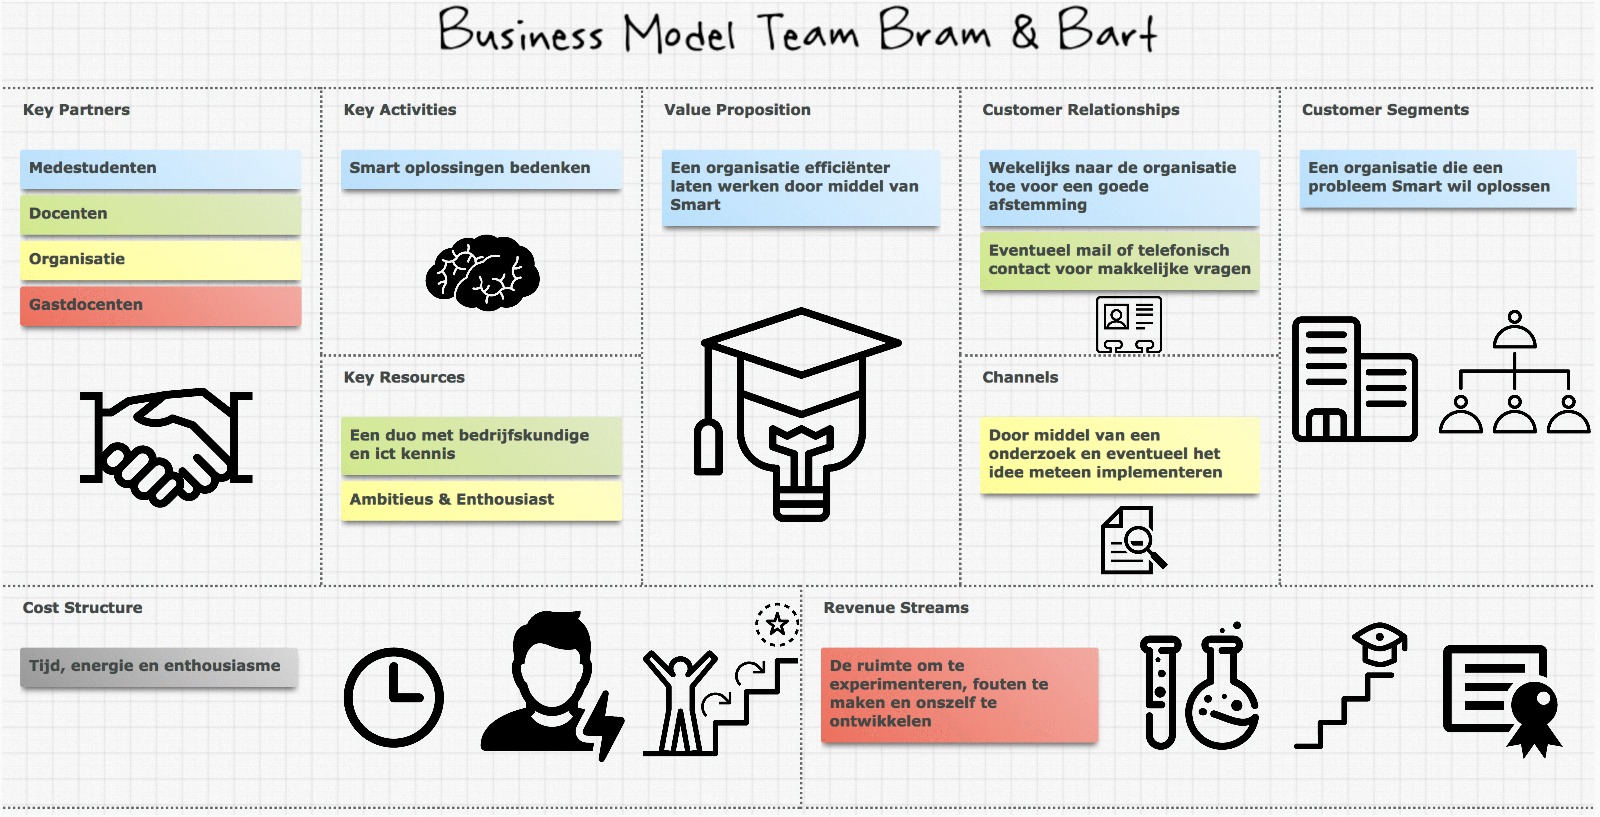 Business Model Team Bram & Bart
Key Partners
Medestudenten
Docenten
Organisatie
Gastdocenten
Key Activities
Smart oplossingen bedenken
Key Resources
Een duo met bedrijfskundige
en ict kennis
Ambitieus & Enthousiast
Value Proposition
Een organisatie efficiënter
laten werken door middel van
Smart
Customer Relationships
Wekelijks naar de organisatie
toe voor een goede
afstemming
Eventueel mail of telefonisch
contact voor makkelijke vragen
Channels
Door middel van een
onderzoek en eventueel het
idee meteen implementeren
Customer Segments
Een organisatie die een
probleem Smart wil oplossen
Cost Structure
Tijd, energie en enthousiasme
Revenue Streams
De ruimte om te
experimenteren, fouten te
maken en onszelf te
ontwikkelen